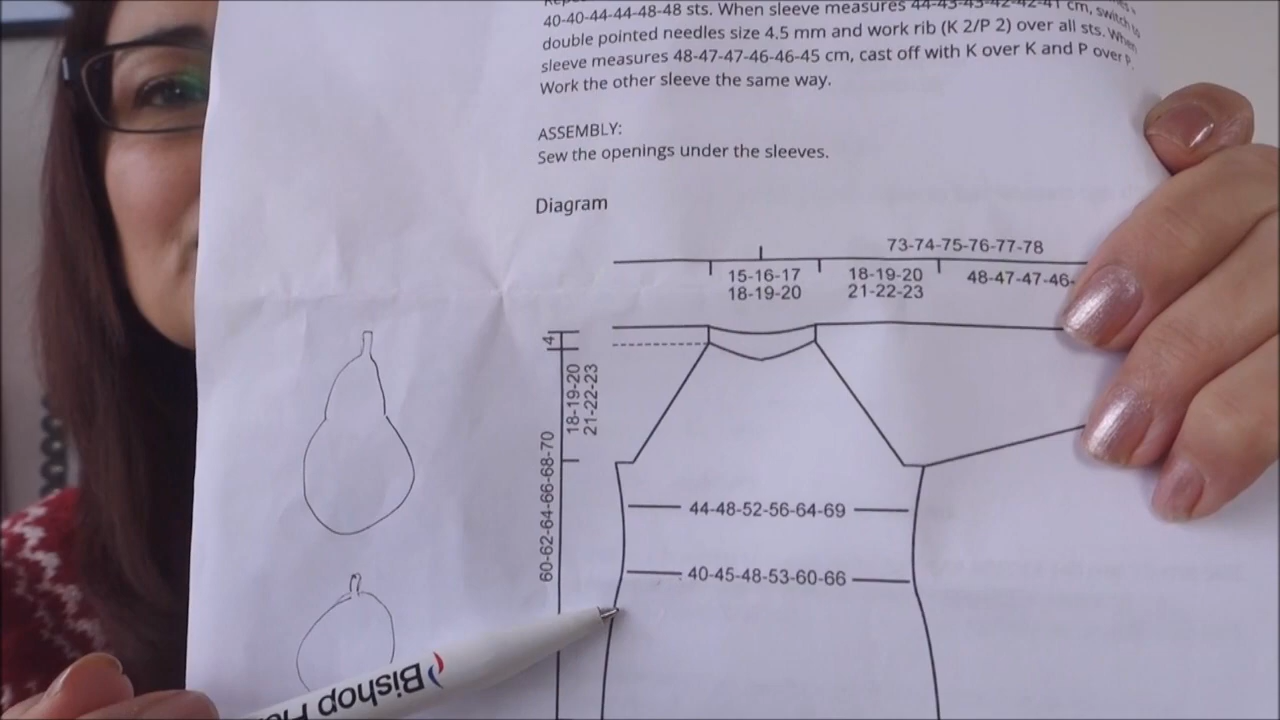 40-40-44-44-48-48 sts. When sleeve measures 44-43-43-42-42-41 cm, switch to
double pointed needles size 4.5 mm and work rib (K 2/P 2) over all sts. When
sleeve measures 48-47-47-46-46-45 cm, cast off with K over K and P over P.
Work the other sleeve the same way.
ASSEMBLY:
Sew the openings under the sleeves.
Diagram
73-74-75-76-77-78
15-16-17
18-19-20
18-19-20
21-22-23
48-47-47-46-
4
18-19-20
21-22-23
60-62-64-66-68-70
44-48-52-56-64-69
40-45-48-53-60-66
Bishop